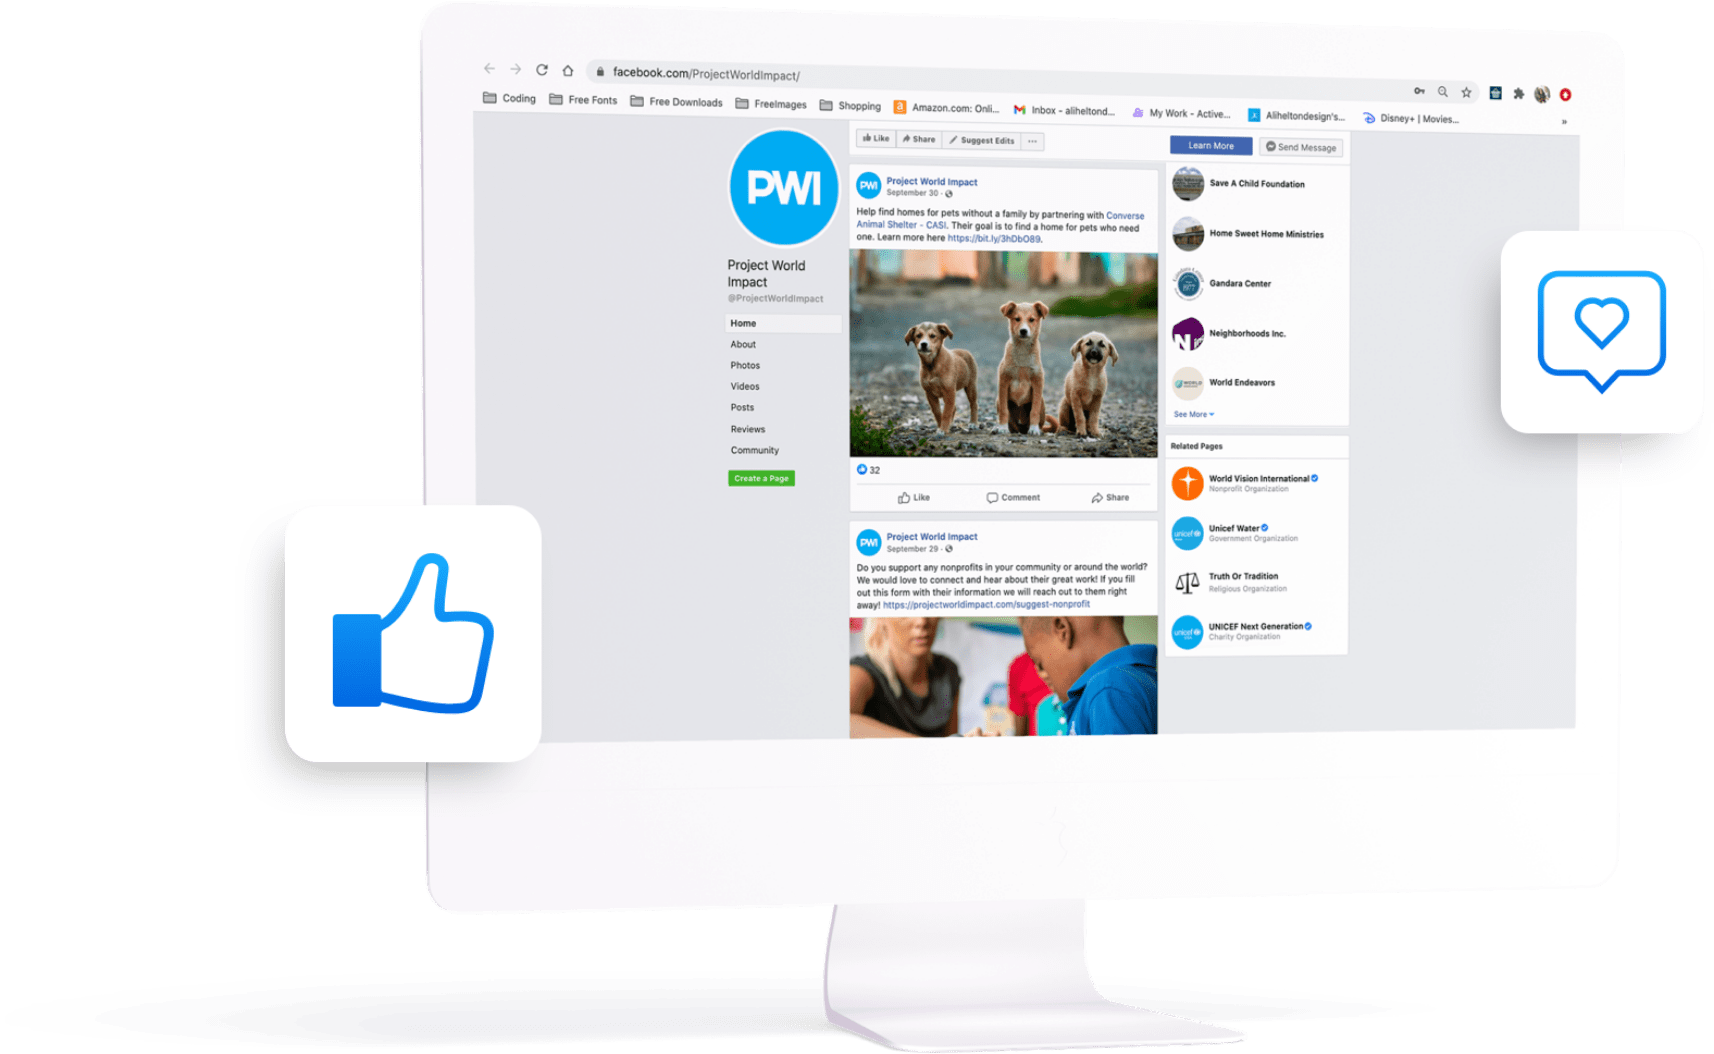 facebook.com/ProjectWorldImpact/
Coding
Free Fonts
Free Downloads
FreeImages
Shopping
Amazon.com: Onli...
Inbox - aliheltond...
My Work - Active...
Aliheltondesign's...
Disney+ | Movies...
»
PWI
Project World
Impact
@ProjectWorldImpact
Home
About
Photos
Videos
Posts
Reviews
Community
Create a Page
Like
Share
Suggest Edits
...
Learn More
Send Message
PWI
Project World Impact
September 30 ·
Help find homes for pets without a family by partnering with Converse
Animal Shelter - CASI. Their goal is to find a home for pets who need
one. Learn more here https://bit.ly/3hDbO89.
32
Like
Comment
Share
PWI
Project World Impact
September 29 ·
Do you support any nonprofits in your community or around the world?
We would love to connect and hear about their great work! If you fill
out this form with their information we will reach out to them right
away! https://projectworldimpact.com/suggest-nonprofit
Save A Child Foundation
Home Sweet Home Ministries
1977
Gandara Center
N
Neighborhoods Inc.
WORLD
World Endeavors
See More
Related Pages
World Vision International
Nonprofit Organization
unicef
Unicef Water
Government Organization
Truth Or Tradition
Religious Organization
unicef
UNICEF Next Generation
Charity Organization